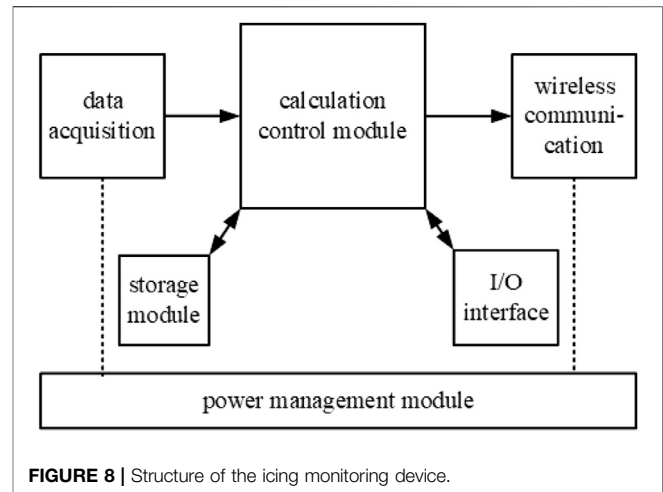 data
acquisition
calculation
control module
wireless
communi-
cation
storage
module
I/O
interface
power management module
FIGURE 8 | Structure of the icing monitoring device.